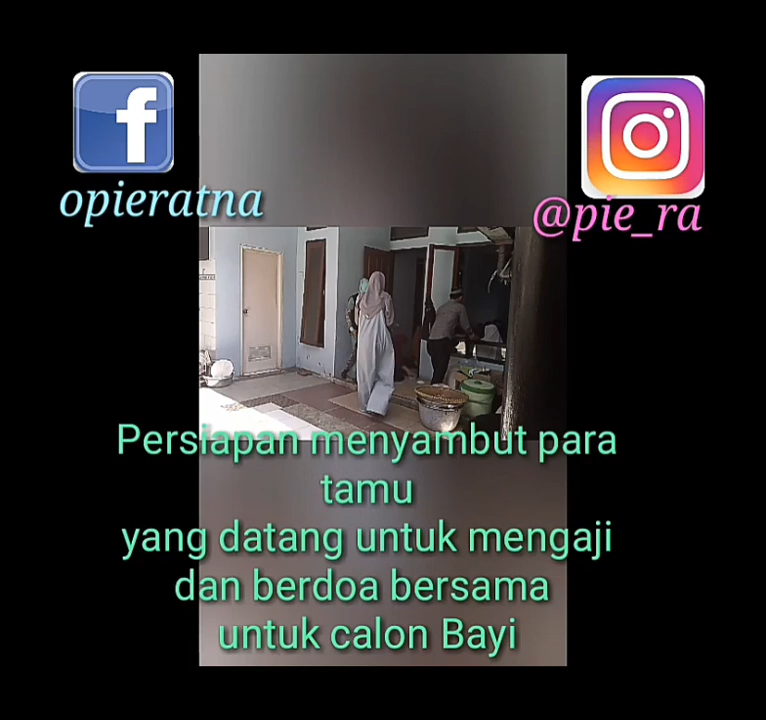 opieratna
@pie_ra
Persiapan menyambut para
tamu
yang datang untuk mengaji
dan berdoa bersama
untuk calon Bayi